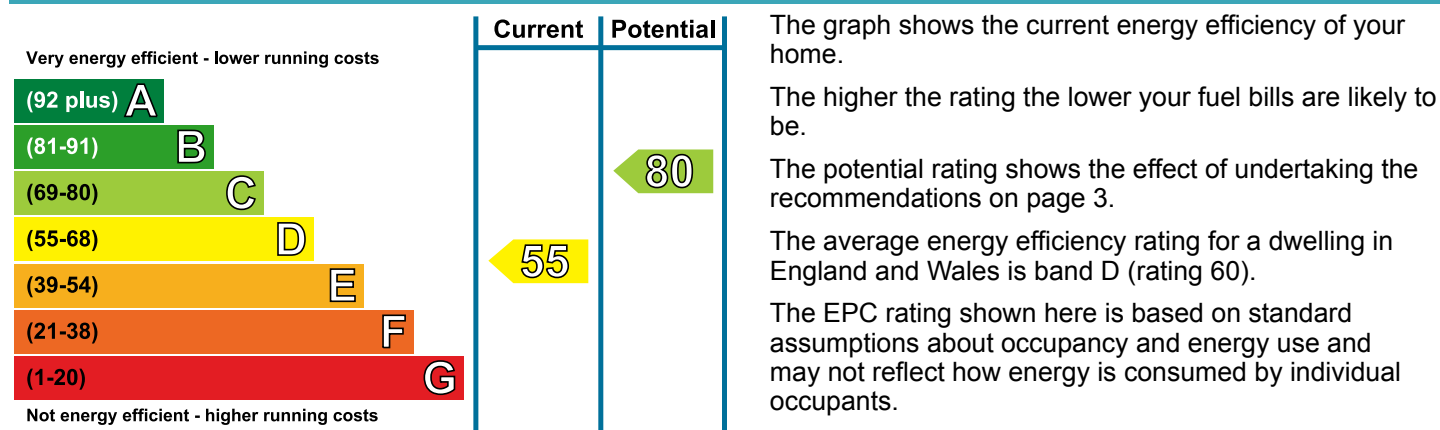 Current Potential
Very energy efficient - lower running costs
(92 plus) A
(81-91) B
(69-80) C
(55-68) D
(39-54) E
(21-38) F
(1-20) G
Not energy efficient - higher running costs
55
80
The graph shows the current energy efficiency of your
home.
The higher the rating the lower your fuel bills are likely to
be.
The potential rating shows the effect of undertaking the
recommendations on page 3.
The average energy efficiency rating for a dwelling in
England and Wales is band D (rating 60).
The EPC rating shown here is based on standard
assumptions about occupancy and energy use and
may not reflect how energy is consumed by individual
occupants.